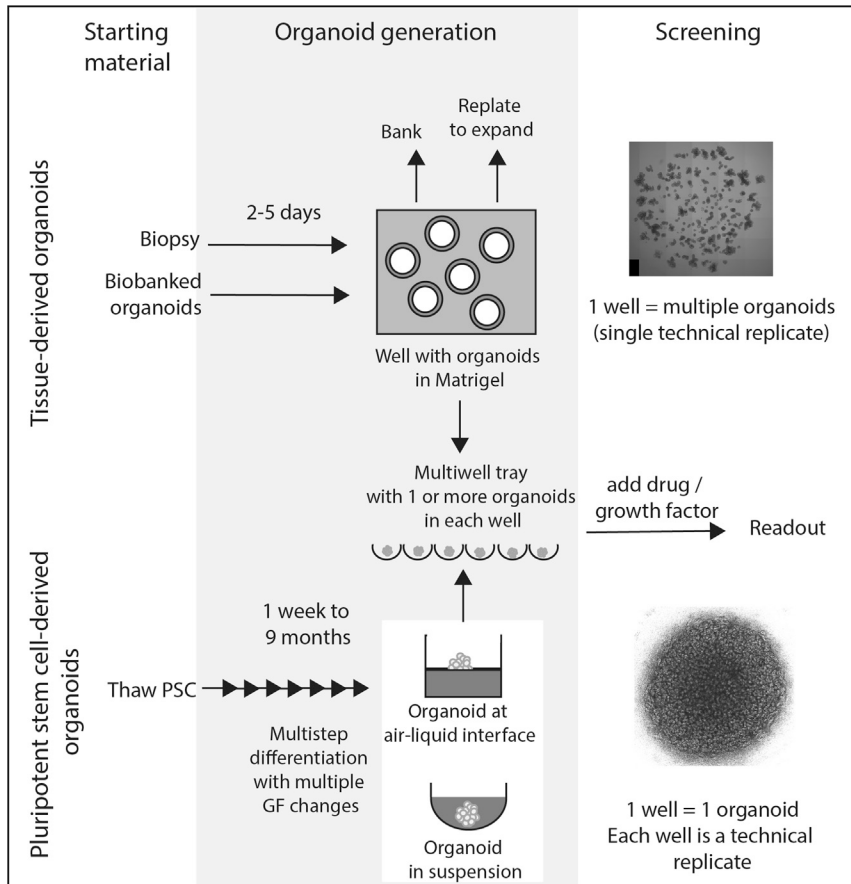 Starting
material
Organoid generation
Screening
Tissue-derived organoids
Bank
Replate
to expand
2-5 days
Biopsy
Biobanked
organoids
Well with organoids
in Matrigel
1 well = multiple organoids
(single technical replicate)
Multiwell tray
with 1 or more organoids
in each well
add drug /
growth factor
Readout
Pluripotent stem cell-derived
organoids
1 week to
9 months
Thaw PSC
Multistep
differentiation
with multiple
GF changes
Organoid at
air-liquid interface
Organoid
in suspension
1 well = 1 organoid
Each well is a technical
replicate